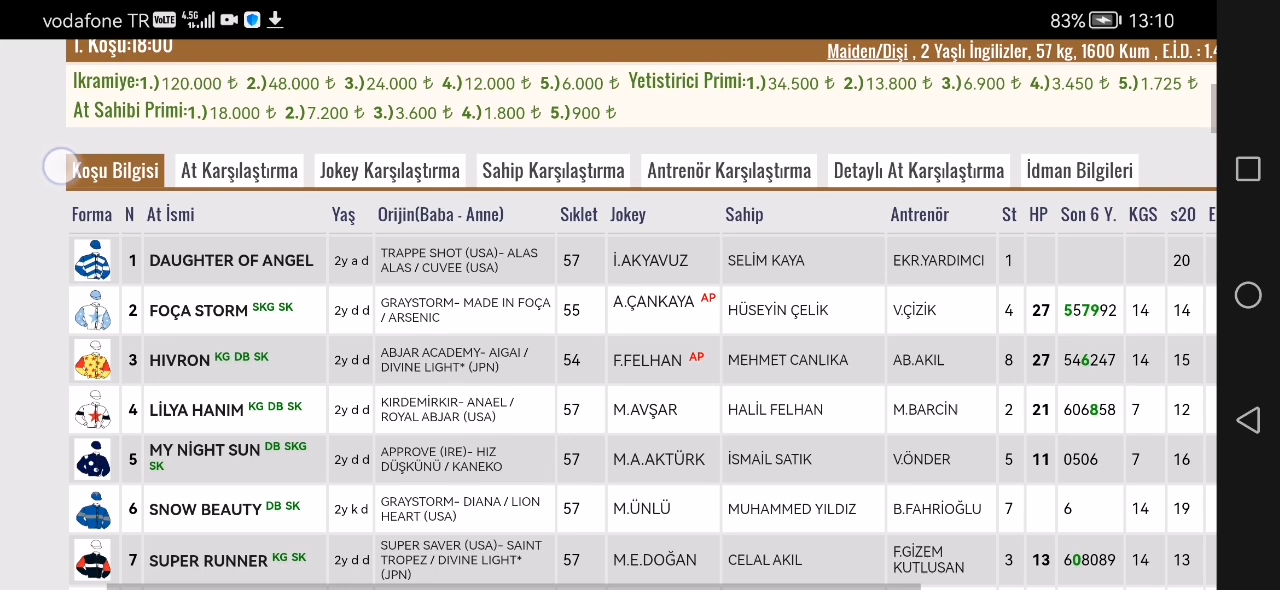 vodafone TR VoLTE 4.5G 83% 13:10
1. Koşu:18:00
Maiden/Dişi , 2 Yaşlı İngilizler, 57 kg, 1600 Kum , E.İ.D. : 1.4
Ikramiye:1.)120.000 ₺ 2.)48.000 ₺ 3.)24.000 ₺ 4.)12.000 ₺ 5.)6.000 ₺ Yetistirici Primi:1.)34.500 ₺ 2.)13.800 ₺ 3.)6.900 ₺ 4.)3.450 ₺ 5.)1.725 ₺
At Sahibi Primi:1.)18.000 ₺ 2.)7.200 ₺ 3.)3.600 ₺ 4.)1.800 ₺ 5.)900 ₺
Koşu Bilgisi At Karşılaştırma Jokey Karşılaştırma Sahip Karşılaştırma Antrenör Karşılaştırma Detaylı At Karşılaştırma İdman Bilgileri
Forma N At İsmi Yaş Orijin(Baba - Anne) Sıklet Jokey Sahip Antrenör St HP Son 6 Y. KGS s20 E
1 DAUGHTER OF ANGEL 2y a d TRAPPE SHOT (USA)- ALAS ALAS / CUVEE (USA) 57 İ.AKYAVUZ SELİM KAYA EKR.YARDIMCI 1 20
2 FOÇA STORM SKG SK 2y d d GRAYSTORM- MADE IN FOÇA / ARSENIC 55 A.ÇANKAYA AP HÜSEYİN ÇELİK V.ÇİZİK 4 27 557992 14 14
3 HIVRON KG DB SK 2y d d ABJAR ACADEMY- AIGAI / DIVINE LIGHT* (JPN) 54 F.FELHAN AP MEHMET CANLIKA AB.AKIL 8 27 546247 14 15
4 LİLYA HANIM KG DB SK 2y d d KIRDEMİRKIR- ANAEL / ROYAL ABJAR (USA) 57 M.AVŞAR HALİL FELHAN M.BARCİN 2 21 606858 7 12
5 MY NİGHT SUN DB SKG SK 2y d d APPROVE (IRE)- HIZ DÜŞKÜNÜ / KANEKO 57 M.A.AKTÜRK İSMAİL SATIK V.ÖNDER 5 11 0506 7 16
6 SNOW BEAUTY DB SK 2y k d GRAYSTORM- DIANA / LION HEART (USA) 57 M.ÜNLÜ MUHAMMED YILDIZ B.FAHRİOĞLU 7 6 14 19
7 SUPER RUNNER KG SK 2y d d SUPER SAVER (USA)- SAINT TROPEZ / DIVINE LIGHT* (JPN) 57 M.E.DOĞAN CELAL AKIL F.GİZEM KUTLUSAN 3 13 608089 14 13